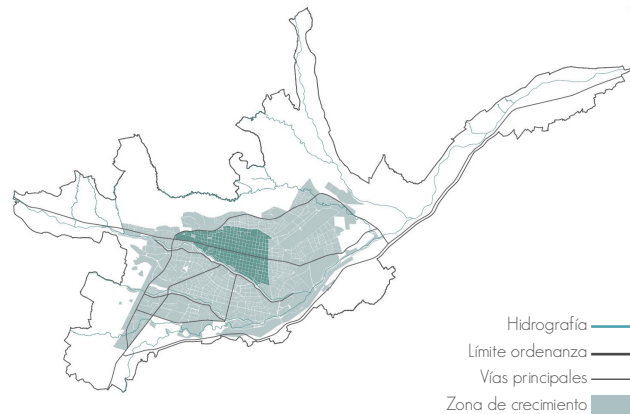 Hidrografía
Límite ordenanza
Vías principales
Zona de crecimiento